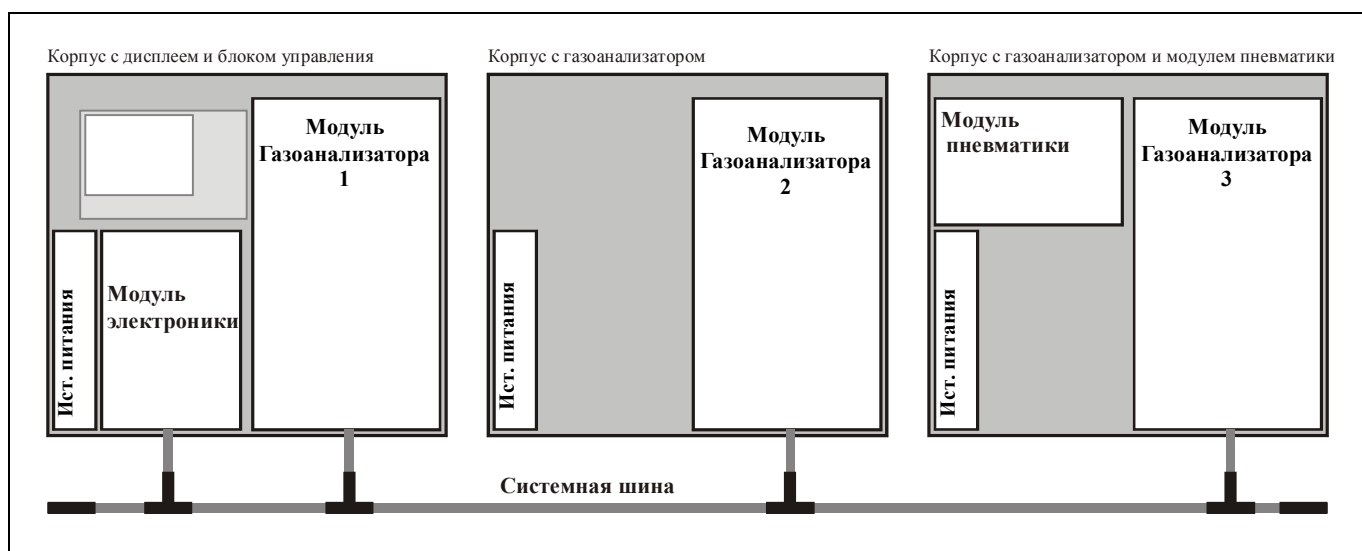 Корпус с дисплеем и блоком управления
Модуль
Газоанализатора
1
Ист. питания
Модуль
электроники
Корпус с газоанализатором
Модуль
Газоанализатора
2
Ист. питания
Корпус с газоанализатором и модулем пневматики
Модуль
пневматики
Модуль
Газоанализатора
3
Ист. питания
Системная шина